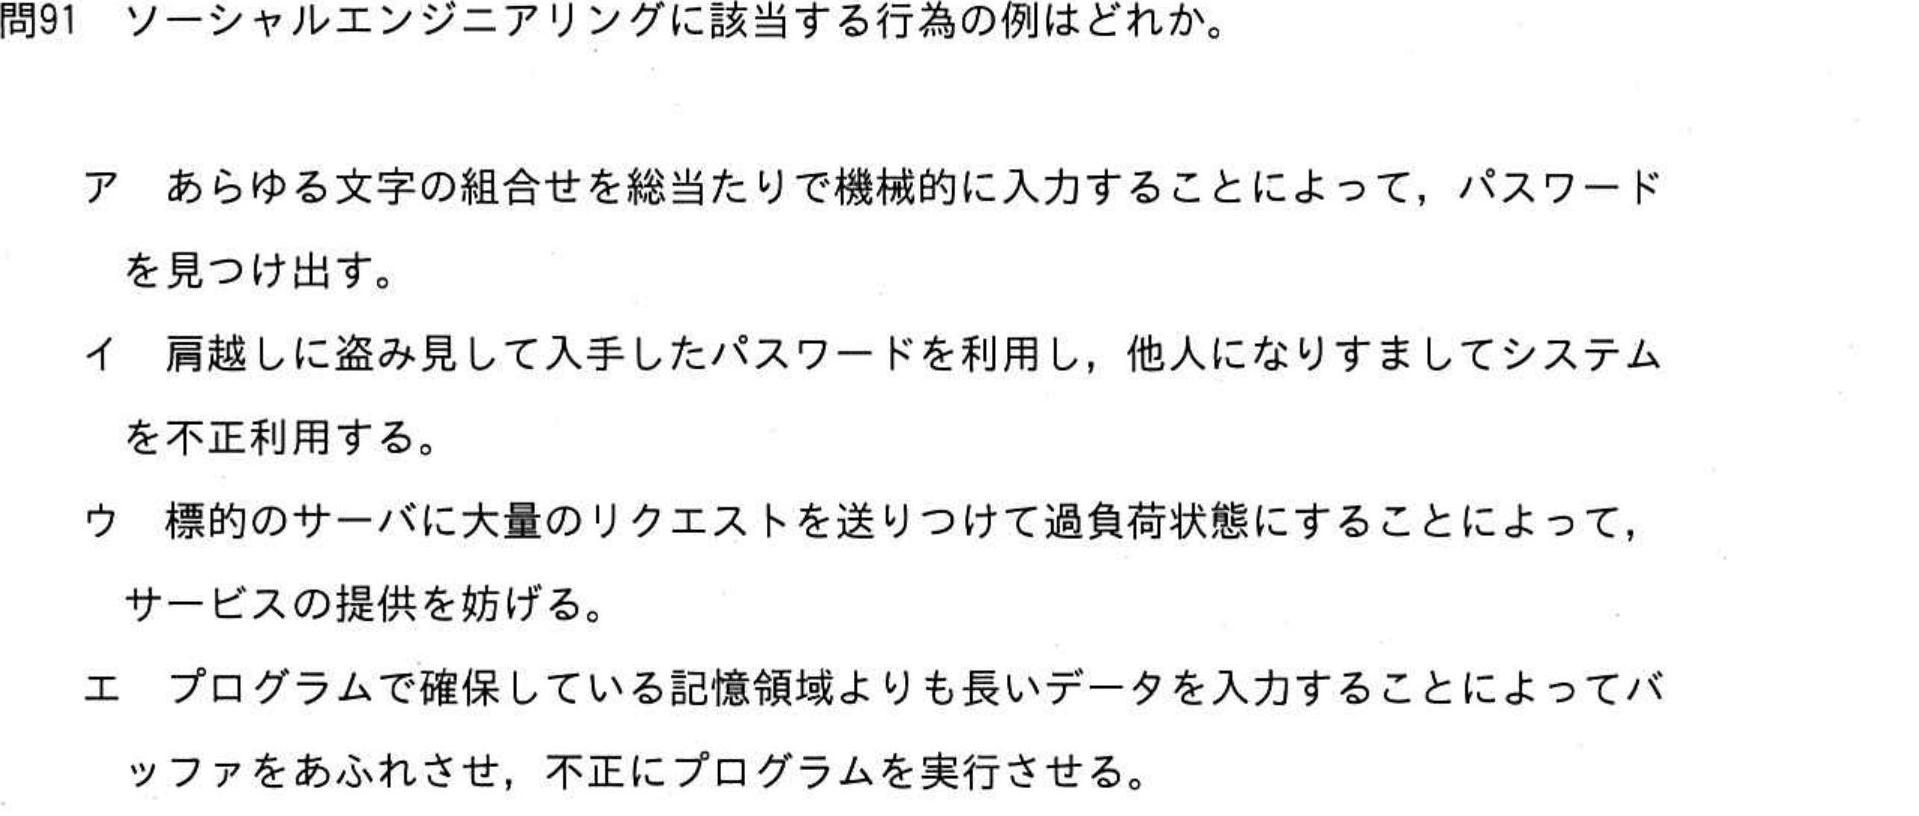 問91　ソーシャルエンジニアリングに該当する行為の例はどれか。
ア　あらゆる文字の組合せを総当たりで機械的に入力することによって，パスワード
を見つけ出す。
イ　肩越しに盗み見して入手したパスワードを利用し，他人になりすましてシステム
を不正利用する。
ウ　標的のサーバに大量のリクエストを送りつけて過負荷状態にすることによって，
サービスの提供を妨げる。
エ　プログラムで確保している記憶領域よりも長いデータを入力することによってバ
ッファをあふれさせ，不正にプログラムを実行させる。